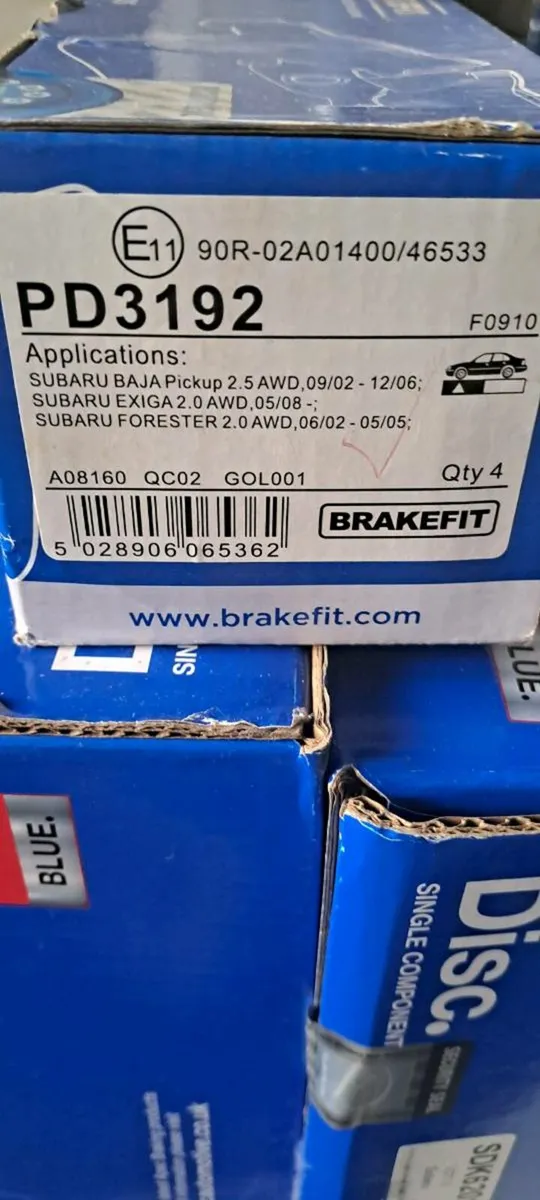 E11 90R-02A01400/46533
PD3192
F0910
Applications:
SUBARU BAJA Pickup 2.5 AWD,09/02 - 12/06;
SUBARU EXIGA 2.0 AWD,05/08 -;
SUBARU FORESTER 2.0 AWD,06/02 - 05/05;
A08160 QC02 GOL001
Qty 4
5 028906 065362
BRAKEFIT
www.brakefit.com
BLUE.
BLUE.
Disc.
SINGLE COMPONENT
SECURITY SEAL